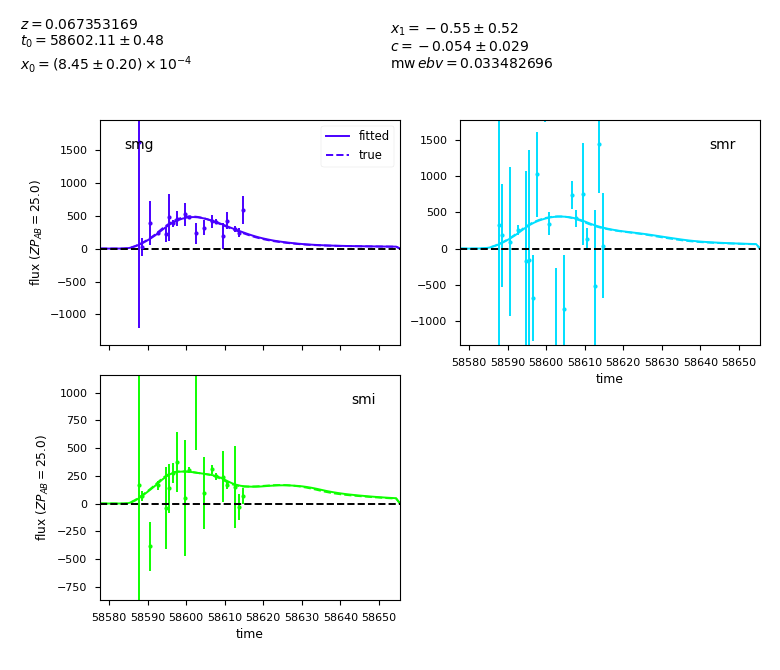 z = 0.067353169
t₀ = 58602.11 ± 0.48
x₀ = (8.45 ± 0.20) × 10⁻⁴
x₁ = −0.55 ± 0.52
c = −0.054 ± 0.029
mw ebv = 0.033482696
smg
fitted
true
1500
1000
500
0
−500
−1000
flux (ZP_AB = 25.0)
smr
1500
1000
500
0
−500
−1000
58580 58590 58600 58610 58620 58630 58640 58650
time
smi
1000
750
500
250
0
−250
−500
−750
flux (ZP_AB = 25.0)
58580 58590 58600 58610 58620 58630 58640 58650
time